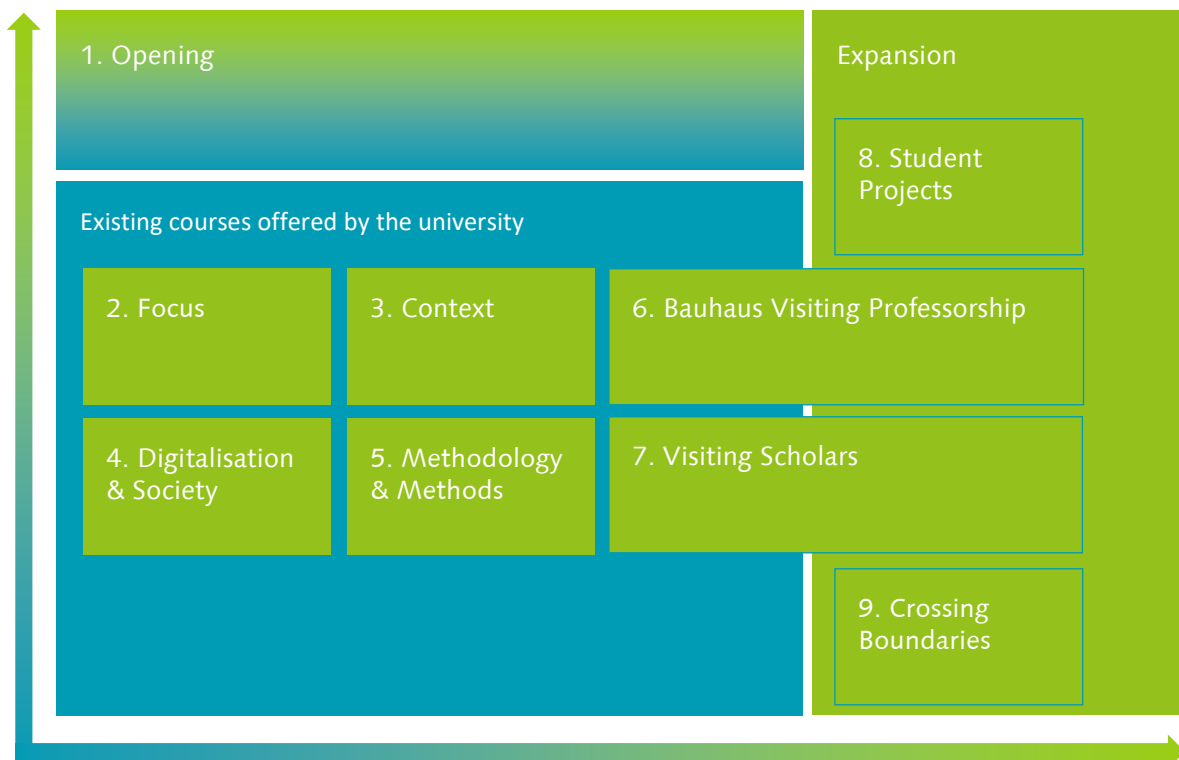 1. Opening
Expansion
8. Student
Projects
Existing courses offered by the university
2. Focus
3. Context
6. Bauhaus Visiting Professorship
4. Digitalisation
& Society
5. Methodology
& Methods
7. Visiting Scholars
9. Crossing
Boundaries